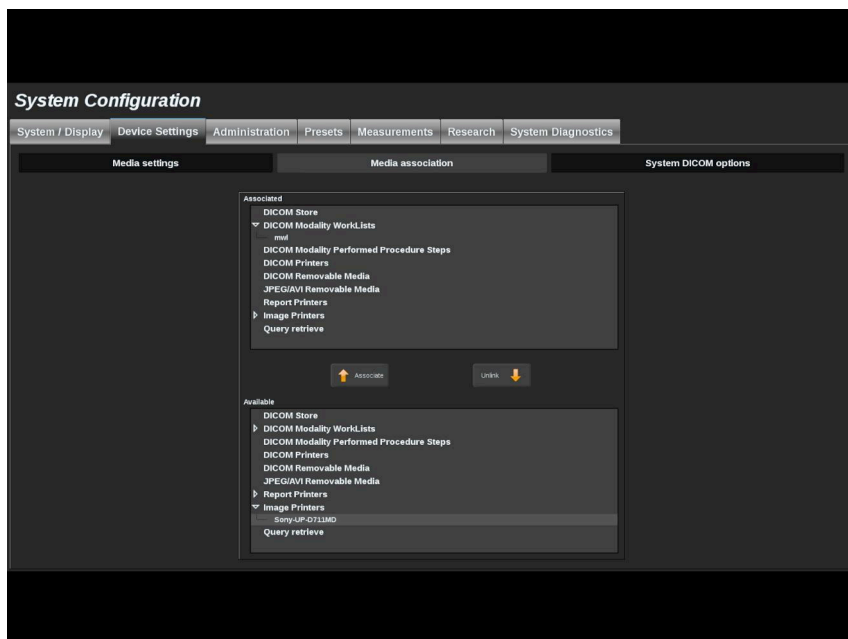 System Configuration
System / Display Device Settings Administration Presets Measurements Research System Diagnostics
Media settings Media association System DICOM options
Associated
DICOM Store
DICOM Modality WorkLists
mwl
DICOM Modality Performed Procedure Steps
DICOM Printers
DICOM Removable Media
JPEG/AVI Removable Media
Report Printers
Image Printers
Query retrieve
Associate Unlink
Available
DICOM Store
DICOM Modality WorkLists
DICOM Modality Performed Procedure Steps
DICOM Printers
DICOM Removable Media
JPEG/AVI Removable Media
Report Printers
Image Printers
Sony-UP-D711MD
Query retrieve